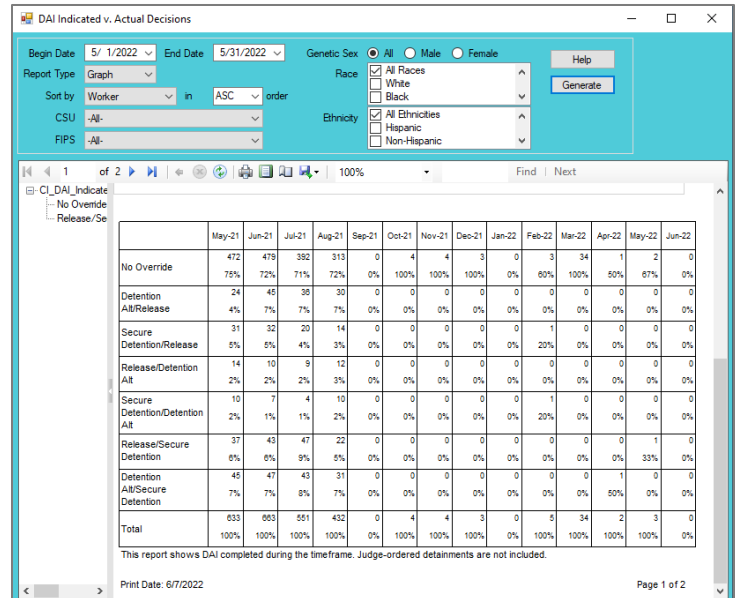 DAI Indicated v. Actual Decisions
Begin Date 5/ 1/2022 End Date 5/31/2022 Genetic Sex All Male Female Help
Report Type Graph Race All Races
White
Black
Generate
Sort by Worker in ASC order
CSU -All- Ethnicity All Ethnicities
Hispanic
Non-Hispanic
FIPS -All-
1 of 2 100% Find | Next
CI_DAI_Indicate
No Override
Release/Se
May-21 Jun-21 Jul-21 Aug-21 Sep-21 Oct-21 Nov-21 Dec-21 Jan-22 Feb-22 Mar-22 Apr-22 May-22 Jun-22
No Override 472 479 392 313 0 4 4 3 0 3 34 1 2 0
75% 72% 71% 72% 0% 100% 100% 100% 0% 60% 100% 50% 67% 0%
Detention
Alt/Release
24 45 36 30 0 0 0 0 0 0 0 0 0 0
4% 7% 7% 7% 0% 0% 0% 0% 0% 0% 0% 0% 0% 0%
Secure
Detention/Release
31 32 20 14 0 0 0 0 0 1 0 0 0 0
5% 5% 4% 3% 0% 0% 0% 0% 0% 20% 0% 0% 0% 0%
Release/Detention
Alt
14 10 9 12 0 0 0 0 0 0 0 0 0 0
2% 2% 2% 3% 0% 0% 0% 0% 0% 0% 0% 0% 0% 0%
Secure
Detention/Detention
Alt
10 7 4 10 0 0 0 0 0 1 0 0 0 0
2% 1% 1% 2% 0% 0% 0% 0% 0% 20% 0% 0% 0% 0%
Release/Secure
Detention
37 43 47 22 0 0 0 0 0 0 0 0 1 0
6% 6% 9% 5% 0% 0% 0% 0% 0% 0% 0% 0% 33% 0%
Detention
Alt/Secure
Detention
45 47 43 31 0 0 0 0 0 0 0 1 0 0
7% 7% 8% 7% 0% 0% 0% 0% 0% 0% 0% 50% 0% 0%
Total 633 663 551 432 0 4 4 3 0 5 34 2 3 0
100% 100% 100% 100% 0% 100% 100% 100% 0% 100% 100% 100% 100% 0%
This report shows DAI completed during the timeframe. Judge-ordered detainments are not included.
Print Date: 6/7/2022 Page 1 of 2